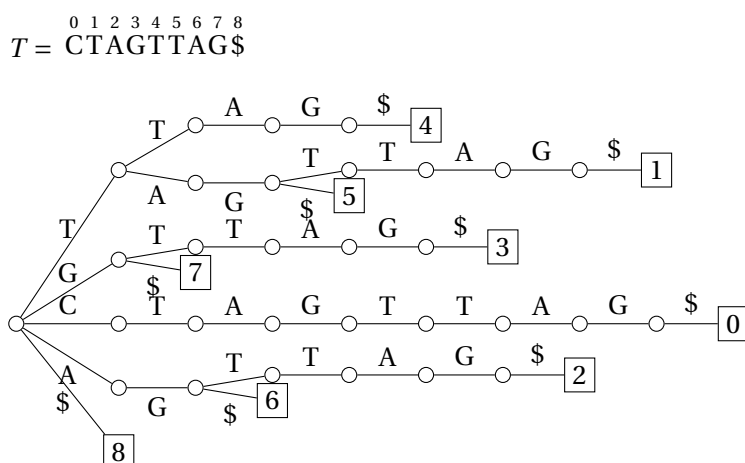 0 1 2 3 4 5 6 7 8
T = CTAGTTAG$
T A G $ 4
T T A G $ 1
A G $ 5
T
T T A G $ 3
G $ 7
C T A G T T A G $ 0
T T A G $ 2
A G $ 6
$ 8